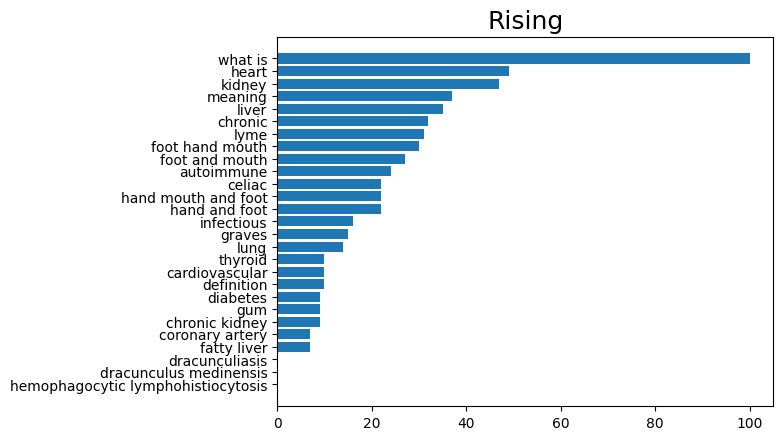 Rising
what is
heart
kidney
meaning
liver
chronic
lyme
foot hand mouth
foot and mouth
autoimmune
celiac
hand mouth and foot
hand and foot
infectious
graves
lung
thyroid
cardiovascular
definition
diabetes
gum
chronic kidney
coronary artery
fatty liver
dracunculiasis
dracunculus medinensis
hemophagocytic lymphohistiocytosis
0 20 40 60 80 100